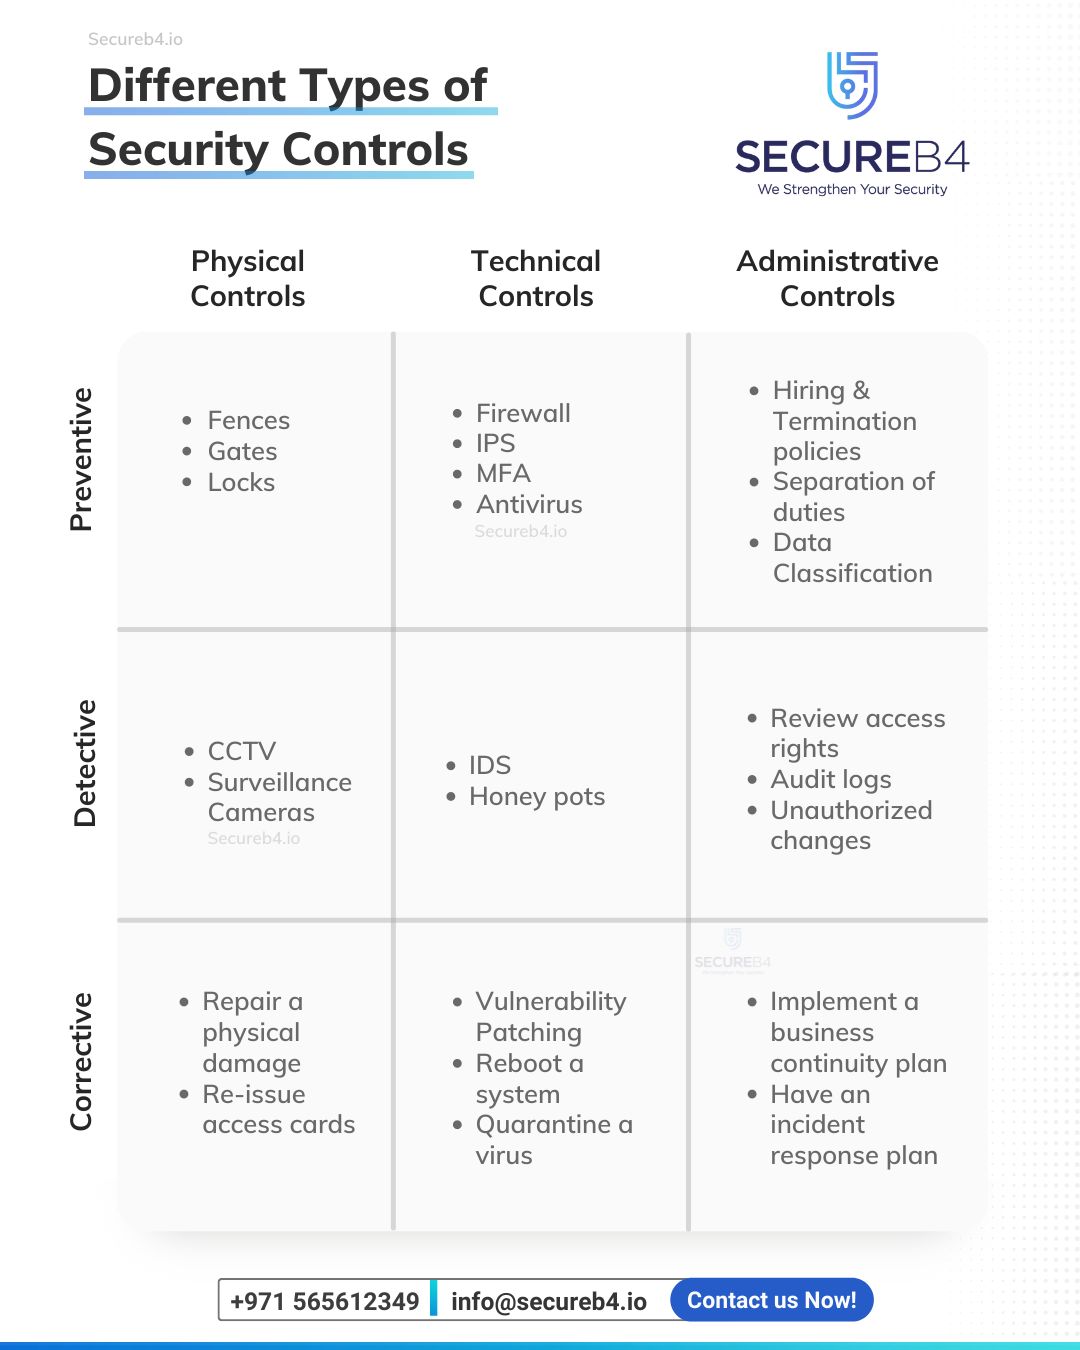 Secureb4.io
Different Types of
Security Controls
SECUREB4
We Strengthen Your Security
Physical
Controls
Technical
Controls
Administrative
Controls
Preventive
• Fences
• Gates
• Locks
• Firewall
• IPS
• MFA
• Antivirus
Secureb4.io
• Hiring &
Termination
policies
• Separation of
duties
• Data
Classification
Detective
• CCTV
• Surveillance
Cameras
Secureb4.io
• IDS
• Honey pots
• Review access
rights
• Audit logs
• Unauthorized
changes
Corrective
• Repair a
physical
damage
• Re-issue
access cards
• Vulnerability
Patching
• Reboot a
system
• Quarantine a
virus
SECUREB4
We Strengthen Your Security
• Implement a
business
continuity plan
• Have an
incident
response plan
+971 565612349
info@secureb4.io
Contact us Now!